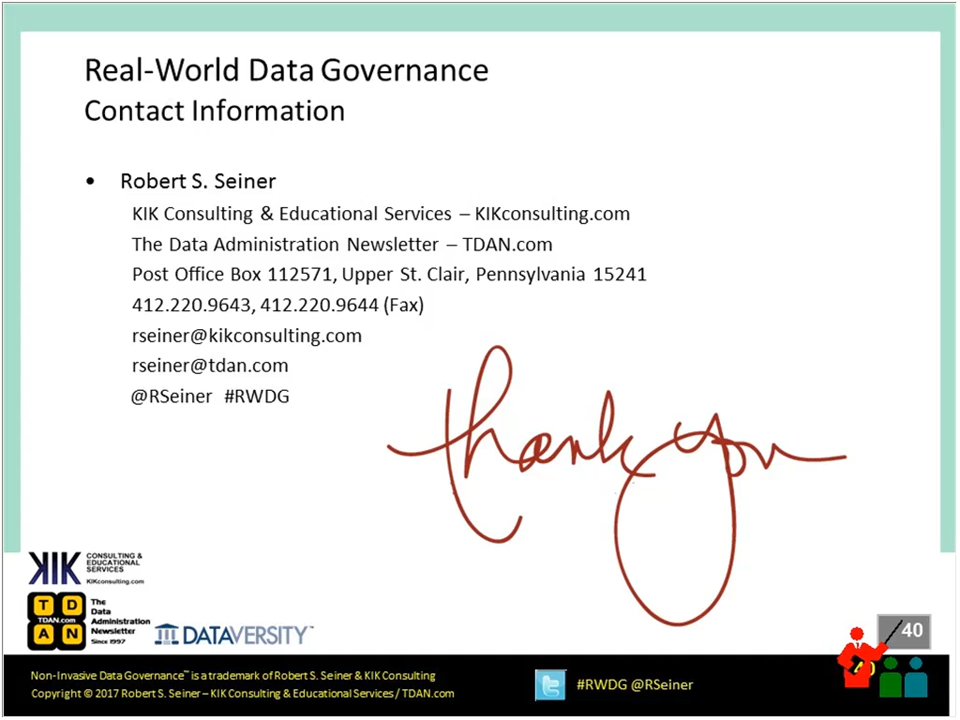 Real-World Data Governance
Contact Information
• Robert S. Seiner
KIK Consulting & Educational Services – KIKconsulting.com
The Data Administration Newsletter – TDAN.com
Post Office Box 112571, Upper St. Clair, Pennsylvania 15241
412.220.9643, 412.220.9644 (Fax)
rseiner@kikconsulting.com
rseiner@tdan.com
@RSeiner #RWDG
Thank you
KIK CONSULTING &
EDUCATIONAL
SERVICES
KIKconsulting.com
T D
TDAN.com
A N
The
Data
Administration
Newsletter
Since 1997
DATAVERSITY™
/ 40
40
Non-Invasive Data Governance™ is a trademark of Robert S. Seiner & KIK Consulting
Copyright © 2017 Robert S. Seiner – KIK Consulting & Educational Services / TDAN.com
#RWDG @RSeiner